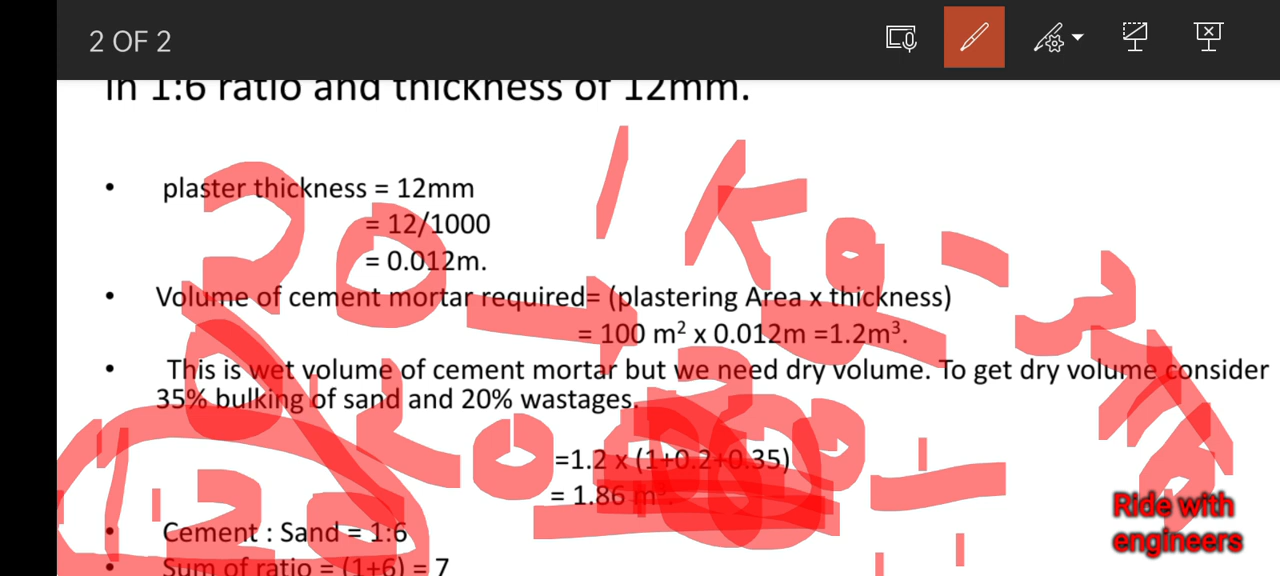 2 OF 2
in 1:6 ratio and thickness of 12mm.
• plaster thickness = 12mm
= 12/1000
= 0.012m.
• Volume of cement mortar required= (plastering Area x thickness)
= 100 m² x 0.012m =1.2m³.
• This is wet volume of cement mortar but we need dry volume. To get dry volume consider
35% bulking of sand and 20% wastages.
=1.2 x (1+0.2+0.35)
= 1.86 m³
• Cement : Sand = 1:6
• Sum of ratio = (1+6) = 7
Ride with
engineers